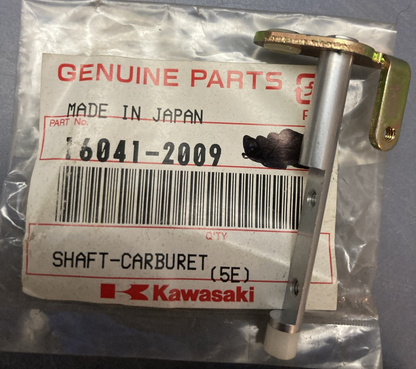 GENUINE PARTS
MADE IN JAPAN
PART No.
16041-2009
Q'TY
SHAFT-CARBURET
(5E)
Kawasaki